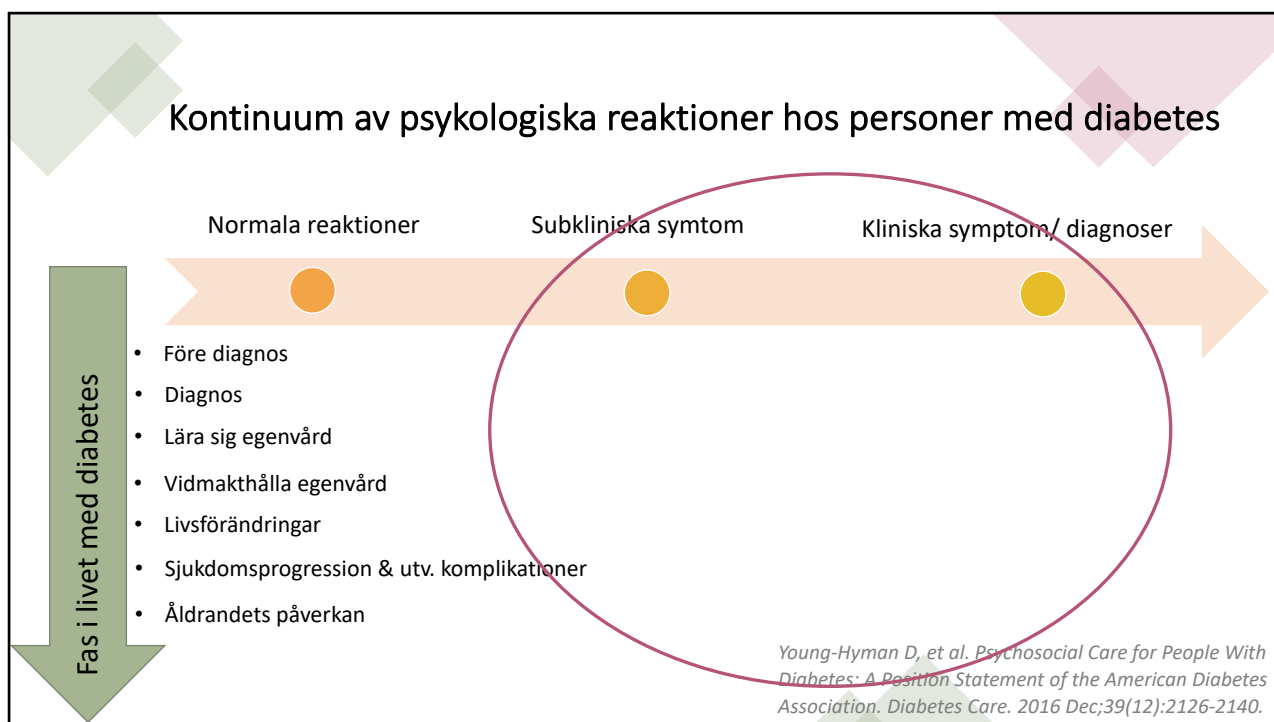 Kontinuum av psykologiska reaktioner hos personer med diabetes
Normala reaktioner
Subkliniska symtom
Kliniska symptom/ diagnoser
Fas i livet med diabetes
• Före diagnos
• Diagnos
• Lära sig egenvård
• Vidmakthålla egenvård
• Livsförändringar
• Sjukdomsprogression & utv. komplikationer
• Åldrandets påverkan
Young-Hyman D, et al. Psychosocial Care for People With
Diabetes: A Position Statement of the American Diabetes
Association. Diabetes Care. 2016 Dec;39(12):2126-2140.